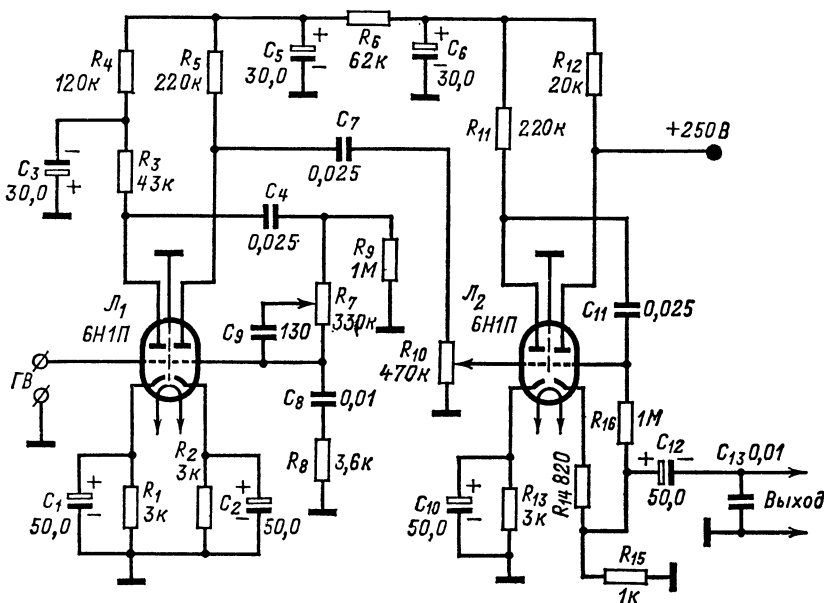 R4
120к
R5
220к
C5
+
−
30,0
R6
62к
+
C6
−
30,0
R12
20к
R11
220к
+250В
C3
−
+
30,0
R3
43к
C7
0,025
C4
0,025
R9
1М
R7
330к
Л1
6Н1П
C9
130
Л2
6Н1П
C11
0,025
ГВ
R10
470к
C8
0,01
R8
3,6к
R16
1М
C1
+
−
50,0
R1
3к
R2
3к
C2
+
−
50,0
C10
+
−
50,0
R13
3к
R14 820
+
C12
−
50,0
C13 0,01
Выход
R15
1к